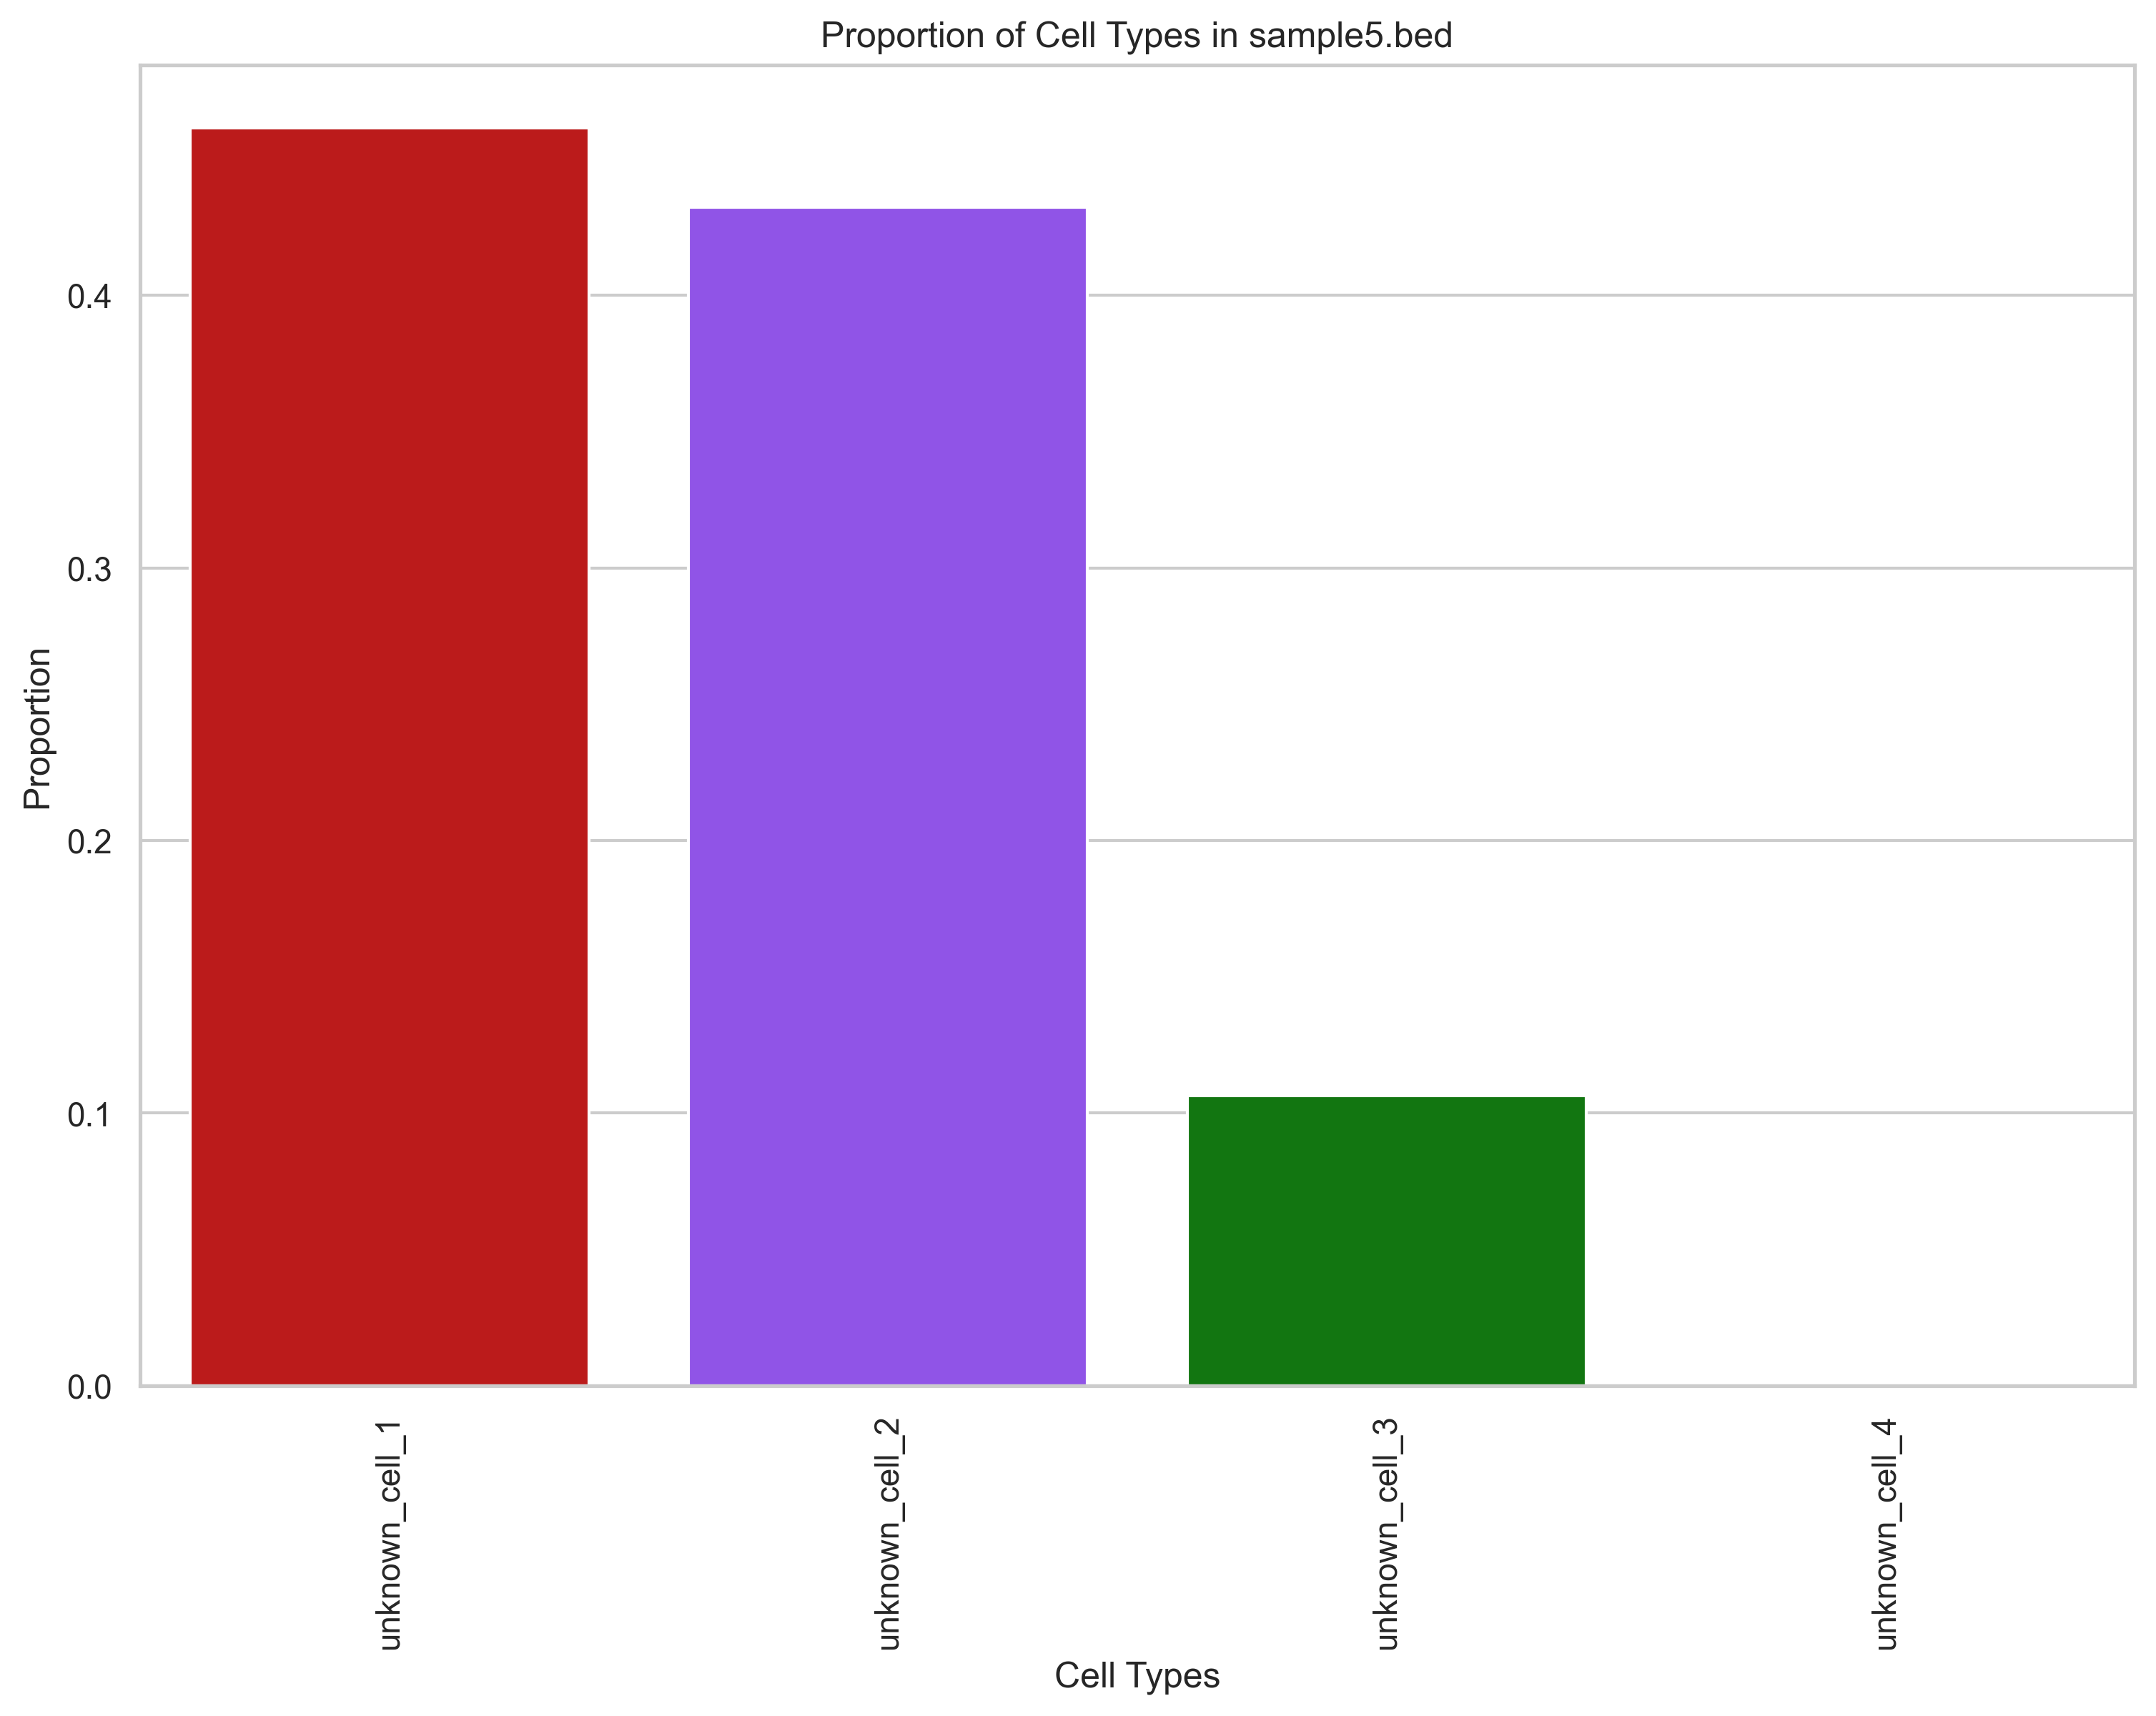 Proportion of Cell Types in sample5.bed
Proportion
0.4
0.3
0.2
0.1
0.0
unknown_cell_1
unknown_cell_2
unknown_cell_3
unknown_cell_4
Cell Types